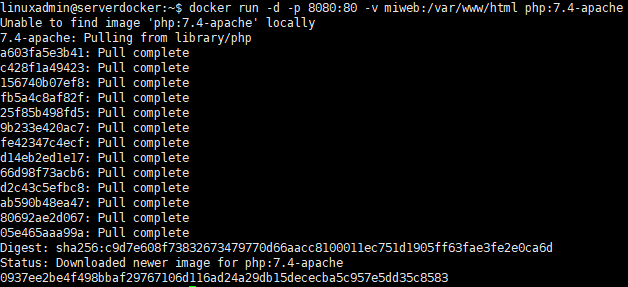 linuxadmin@serverdocker:~$ docker run -d -p 8080:80 -v miweb:/var/www/html php:7.4-apache
Unable to find image 'php:7.4-apache' locally
7.4-apache: Pulling from library/php
a603fa5e3b41: Pull complete
c428f1a49423: Pull complete
156740b07ef8: Pull complete
fb5a4c8af82f: Pull complete
25f85b498fd5: Pull complete
9b233e420ac7: Pull complete
fe42347c4ecf: Pull complete
d14eb2ed1e17: Pull complete
66d98f73acb6: Pull complete
d2c43c5efbc8: Pull complete
ab590b48ea47: Pull complete
80692ae2d067: Pull complete
05e465aaa99a: Pull complete
Digest: sha256:c9d7e608f73832673479770d66aacc8100011ec751d1905ff63fae3fe2e0ca6d
Status: Downloaded newer image for php:7.4-apache
0937ee2be4f498bbaf29767106d116ad24a29db15dececba5c957e5dd35c8583